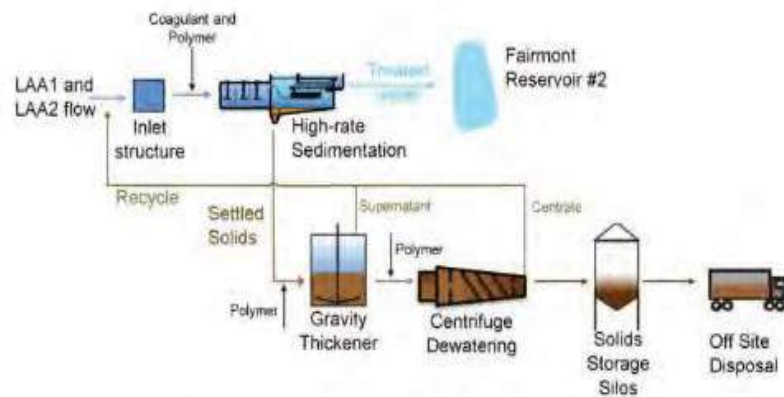 Coagulant and
Polymer
LAA1 and
LAA2 flow
Inlet
structure
High-rate
Sedimentation
Treated
water
Fairmont
Reservoir #2
Recycle
Settled
Solids
Supernatant
Centrate
Polymer
Polymer
Gravity
Thickener
Centrifuge
Dewatering
Solids
Storage
Silos
Off Site
Disposal